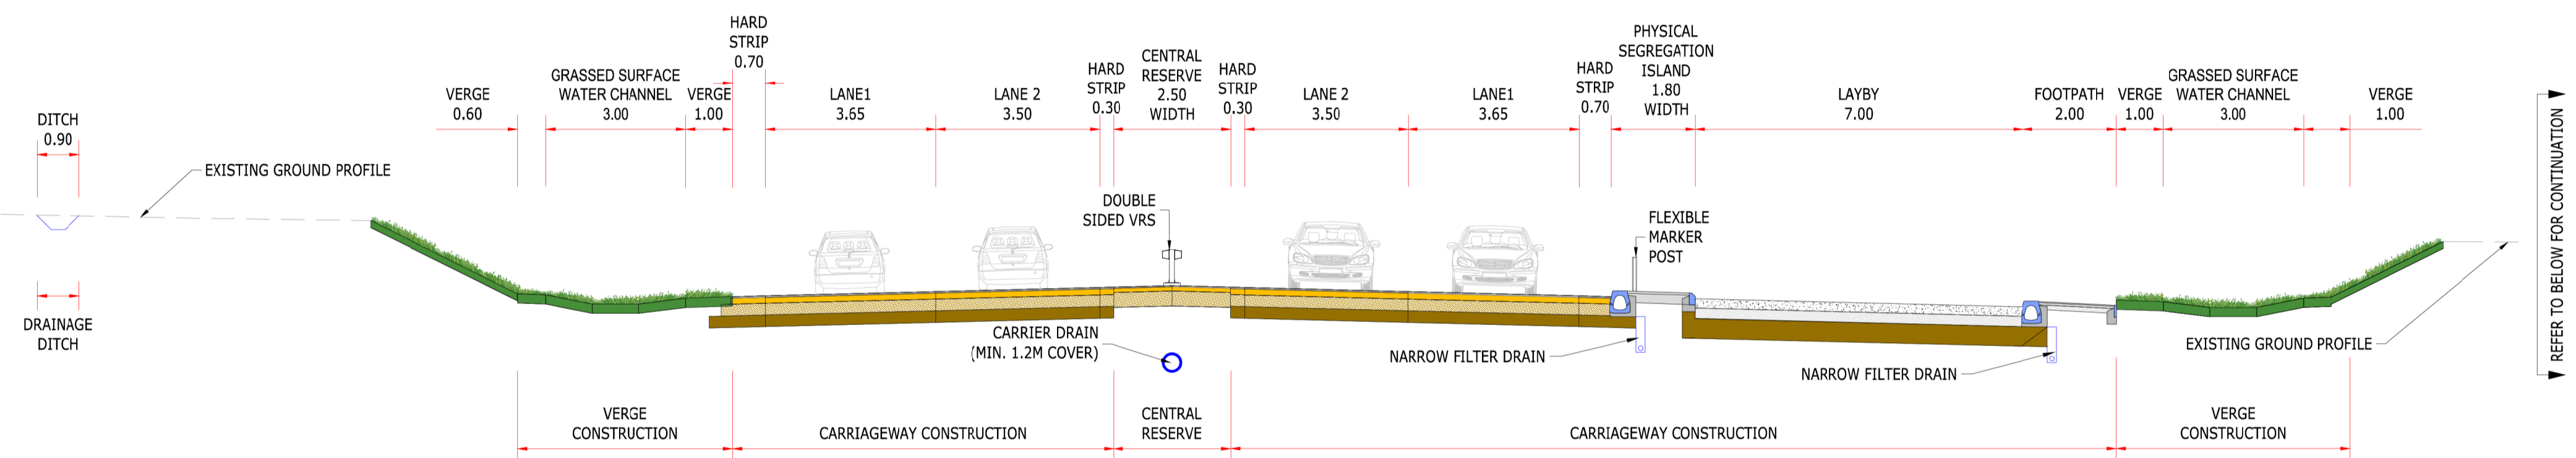 DITCH
0.90
EXISTING GROUND PROFILE
DRAINAGE
DITCH
VERGE
0.60
GRASSED SURFACE
WATER CHANNEL
3.00
VERGE
1.00
HARD
STRIP
0.70
LANE1
3.65
LANE 2
3.50
HARD
STRIP
0.30
CENTRAL
RESERVE
2.50
WIDTH
HARD
STRIP
0.30
LANE 2
3.50
LANE1
3.65
HARD
STRIP
0.70
PHYSICAL
SEGREGATION
ISLAND
1.80
WIDTH
LAYBY
7.00
FOOTPATH
2.00
VERGE
1.00
GRASSED SURFACE
WATER CHANNEL
3.00
VERGE
1.00
REFER TO BELOW FOR CONTINUATION
DOUBLE
SIDED VRS
FLEXIBLE
MARKER
POST
CARRIER DRAIN
(MIN. 1.2M COVER)
NARROW FILTER DRAIN
NARROW FILTER DRAIN
EXISTING GROUND PROFILE
VERGE
CONSTRUCTION
CARRIAGEWAY CONSTRUCTION
CENTRAL
RESERVE
CARRIAGEWAY CONSTRUCTION
VERGE
CONSTRUCTION